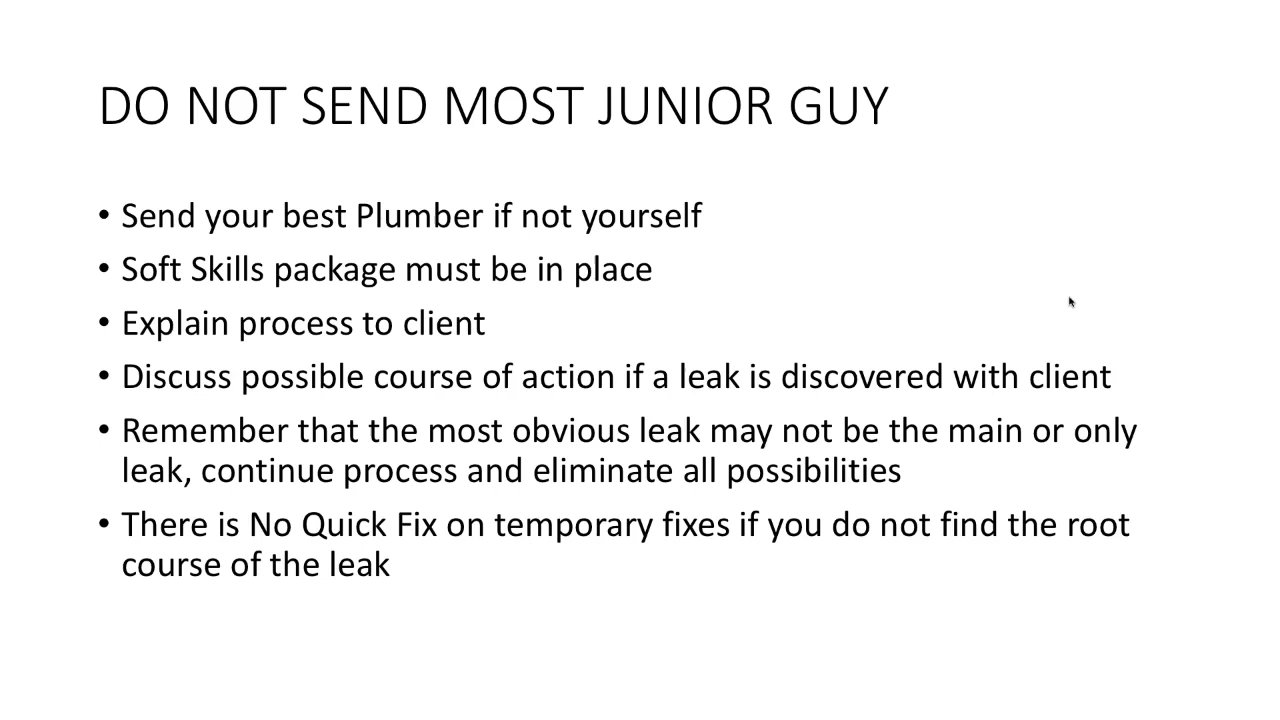 DO NOT SEND MOST JUNIOR GUY
• Send your best Plumber if not yourself
• Soft Skills package must be in place
• Explain process to client
• Discuss possible course of action if a leak is discovered with client
• Remember that the most obvious leak may not be the main or only
leak, continue process and eliminate all possibilities
• There is No Quick Fix on temporary fixes if you do not find the root
course of the leak